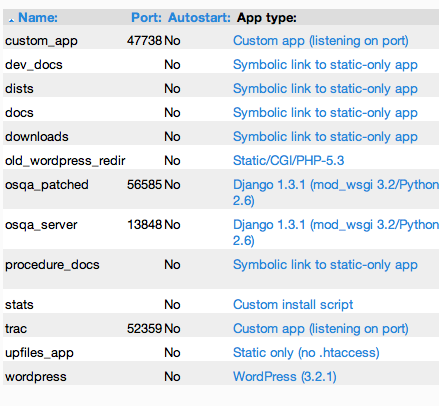 Name: Port: Autostart: App type:
custom_app 47738 No Custom app (listening on port)
dev_docs No Symbolic link to static-only app
dists No Symbolic link to static-only app
docs No Symbolic link to static-only app
downloads No Symbolic link to static-only app
old_wordpress_redir No Static/CGI/PHP-5.3
osqa_patched 56585 No Django 1.3.1 (mod_wsgi 3.2/Python
2.6)
osqa_server 13848 No Django 1.3.1 (mod_wsgi 3.2/Python
2.6)
procedure_docs No Symbolic link to static-only app
stats No Custom install script
trac 52359 No Custom app (listening on port)
upfiles_app No Static only (no .htaccess)
wordpress No WordPress (3.2.1)